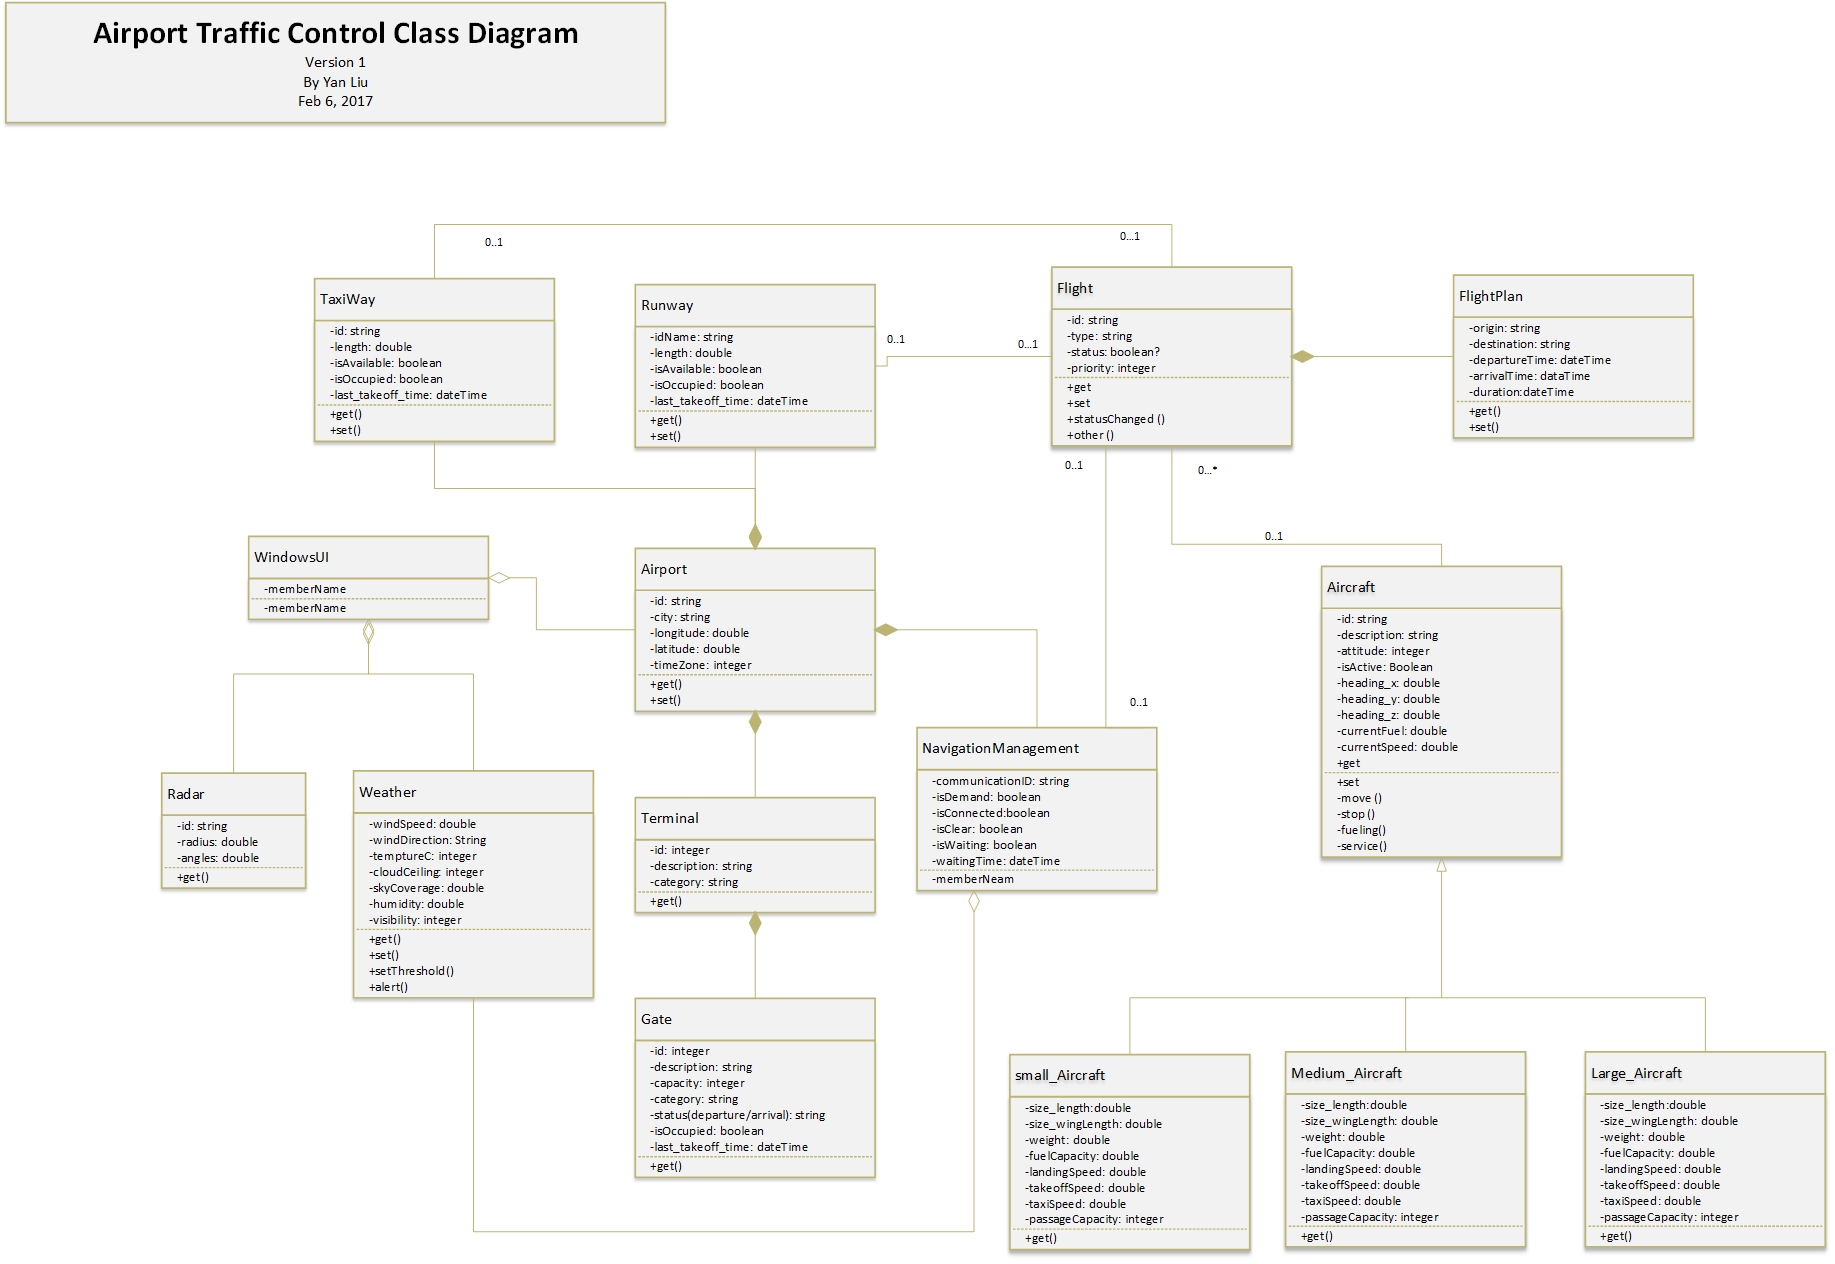 Airport Traffic Control Class Diagram
Version 1
By Yan Liu
Feb 6, 2017
0..1
0...1
TaxiWay
-id: string
-length: double
-isAvailable: boolean
-isOccupied: boolean
-last_takeoff_time: dateTime
+get()
+set()
Runway
-idName: string
-length: double
-isAvailable: boolean
-isOccupied: boolean
-last_takeoff_time: dateTime
+get()
+set()
0..1
0...1
Flight
-id: string
-type: string
-status: boolean?
-priority: integer
+get
+set
+statusChanged ()
+other ()
FlightPlan
-origin: string
-destination: string
-departureTime: dateTime
-arrivalTime: dataTime
-duration:dateTime
+get()
+set()
0..1
0...*
0..1
WindowsUI
-memberName
-memberName
Airport
-id: string
-city: string
-longitude: double
-latitude: double
-timeZone: integer
+get()
+set()
Aircraft
-id: string
-description: string
-attitude: integer
-isActive: Boolean
-heading_x: double
-heading_y: double
-heading_z: double
-currentFuel: double
-currentSpeed: double
+get
+set
-move ()
-stop ()
-fueling()
-service()
0..1
NavigationManagement
-communicationID: string
-isDemand: boolean
-isConnected:boolean
-isClear: boolean
-isWaiting: boolean
-waitingTime: dateTime
-memberNeam
Radar
-id: string
-radius: double
-angles: double
+get()
Weather
-windSpeed: double
-windDirection: String
-temptureC: integer
-cloudCeiling: integer
-skyCoverage: double
-humidity: double
-visibility: integer
+get()
+set()
+setThreshold()
+alert()
Terminal
-id: integer
-description: string
-category: string
+get()
Gate
-id: integer
-description: string
-capacity: integer
-category: string
-status(departure/arrival): string
-isOccupied: boolean
-last_takeoff_time: dateTime
+get()
small_Aircraft
-size_length:double
-size_wingLength: double
-weight: double
-fuelCapacity: double
-landingSpeed: double
-takeoffSpeed: double
-taxiSpeed: double
-passageCapacity: integer
+get()
Medium_Aircraft
-size_length:double
-size_wingLength: double
-weight: double
-fuelCapacity: double
-landingSpeed: double
-takeoffSpeed: double
-taxiSpeed: double
-passageCapacity: integer
+get()
Large_Aircraft
-size_length:double
-size_wingLength: double
-weight: double
-fuelCapacity: double
-landingSpeed: double
-takeoffSpeed: double
-taxiSpeed: double
-passageCapacity: integer
+get()